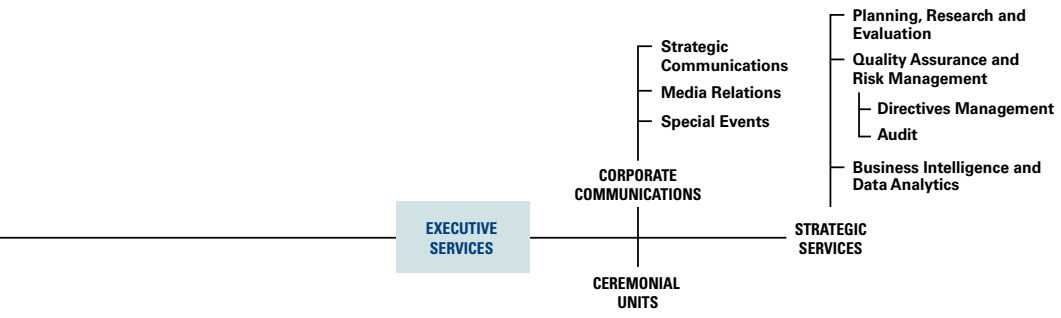 Strategic
Communications
Media Relations
Special Events
CORPORATE
COMMUNICATIONS
EXECUTIVE
SERVICES
CEREMONIAL
UNITS
Planning, Research and
Evaluation
Quality Assurance and
Risk Management
Directives Management
Audit
Business Intelligence and
Data Analytics
STRATEGIC
SERVICES